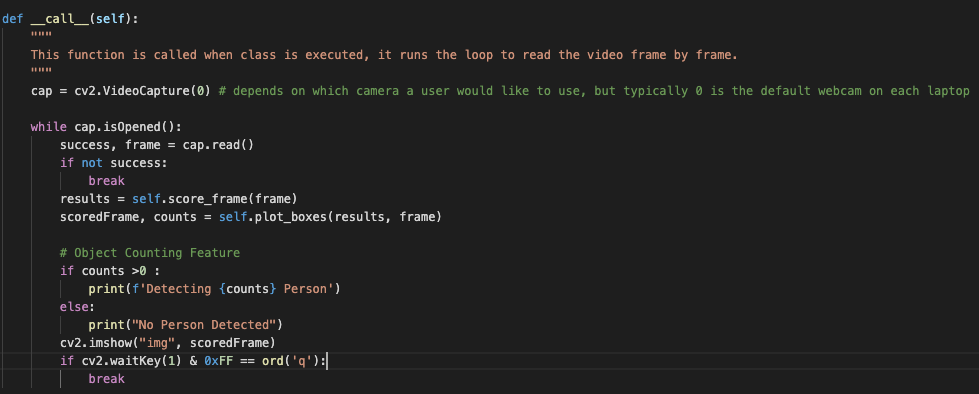 def __call__(self):
    """
    This function is called when class is executed, it runs the loop to read the video frame by frame.
    """
    cap = cv2.VideoCapture(0) # depends on which camera a user would like to use, but typically 0 is the default webcam on each laptop

    while cap.isOpened():
        success, frame = cap.read()
        if not success:
            break
        results = self.score_frame(frame)
        scoredFrame, counts = self.plot_boxes(results, frame)

        # Object Counting Feature
        if counts >0 :
            print(f'Detecting {counts} Person')
        else:
            print("No Person Detected")
        cv2.imshow("img", scoredFrame)
        if cv2.waitKey(1) & 0xFF == ord('q'):
            break